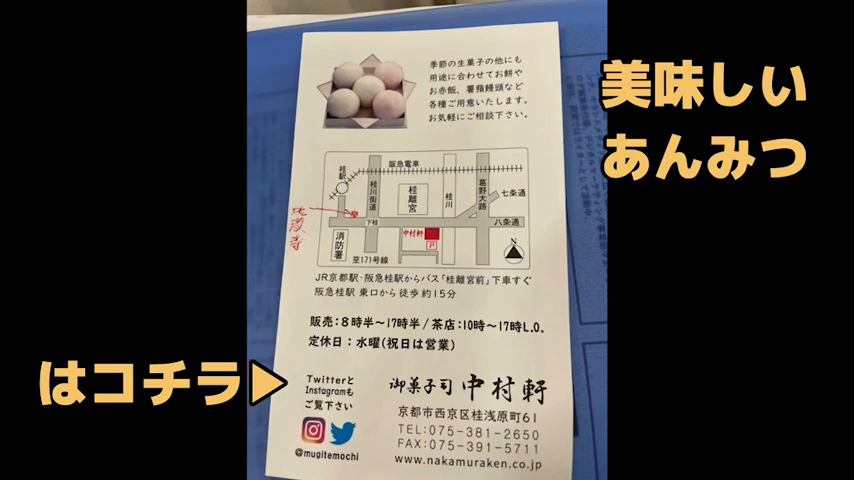 美味しい
あんみつ
はコチラ▶
季節の生菓子の他にも
用途に合わせてお餅や
お赤飯、薯蕷饅頭など
各種ご用意いたします。
お気軽にご相談下さい。
阪急電車
桂駅
桂川街道
桂離宮
桂川
葛野大路
七条通
八条通
下桂
中村軒
P
消防署
至171号線
N
地蔵寺
JR京都駅・阪急桂駅からバス「桂離宮前」下車すぐ
阪急桂駅 東口から徒歩約15分
販売：8時半〜17時半/茶店：10時〜17時L.O.
定休日：水曜(祝日は営業)
Twitterと
Instagramも
ご覧下さい
@mugitemochi
御菓子司 中村軒
京都市西京区桂浅原町61
TEL:075-381-2650
FAX:075-391-5711
www.nakamuraken.co.jp